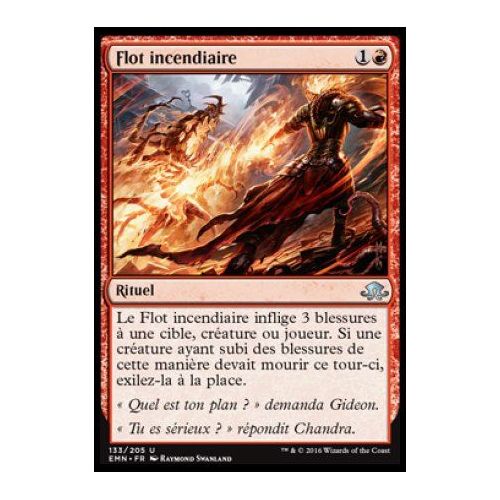 Flot incendiaire 1
Rituel
Le Flot incendiaire inflige 3 blessures
à une cible, créature ou joueur. Si une
créature ayant subi des blessures de
cette manière devait mourir ce tour-ci,
exilez-la à la place.
« Quel est ton plan ? » demanda Gideon.
« Tu es sérieux ? » répondit Chandra.
133/205 U
EMN • FR Raymond Swanland
™ & © 2016 Wizards of the Coast